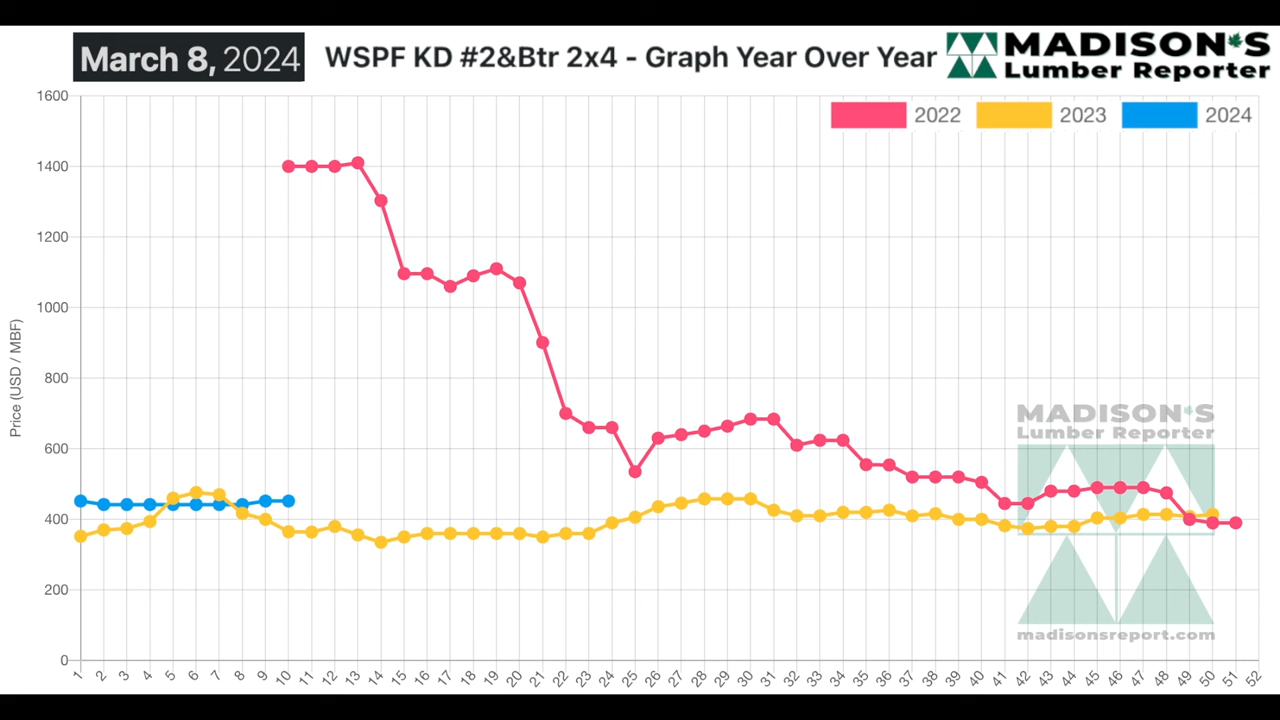 March 8, 2024
WSPF KD #2&Btr 2x4 - Graph Year Over Year
MADISON'S
Lumber Reporter
2022
2023
2024
1600
1400
1200
1000
800
600
400
200
0
Price (USD / MBF)
MADISON'S
Lumber Reporter
madisonsreport.com
1 2 3 4 5 6 7 8 9 10 11 12 13 14 15 16 17 18 19 20 21 22 23 24 25 26 27 28 29 30 31 32 33 34 35 36 37 38 39 40 41 42 43 44 45 46 47 48 49 50 51 52